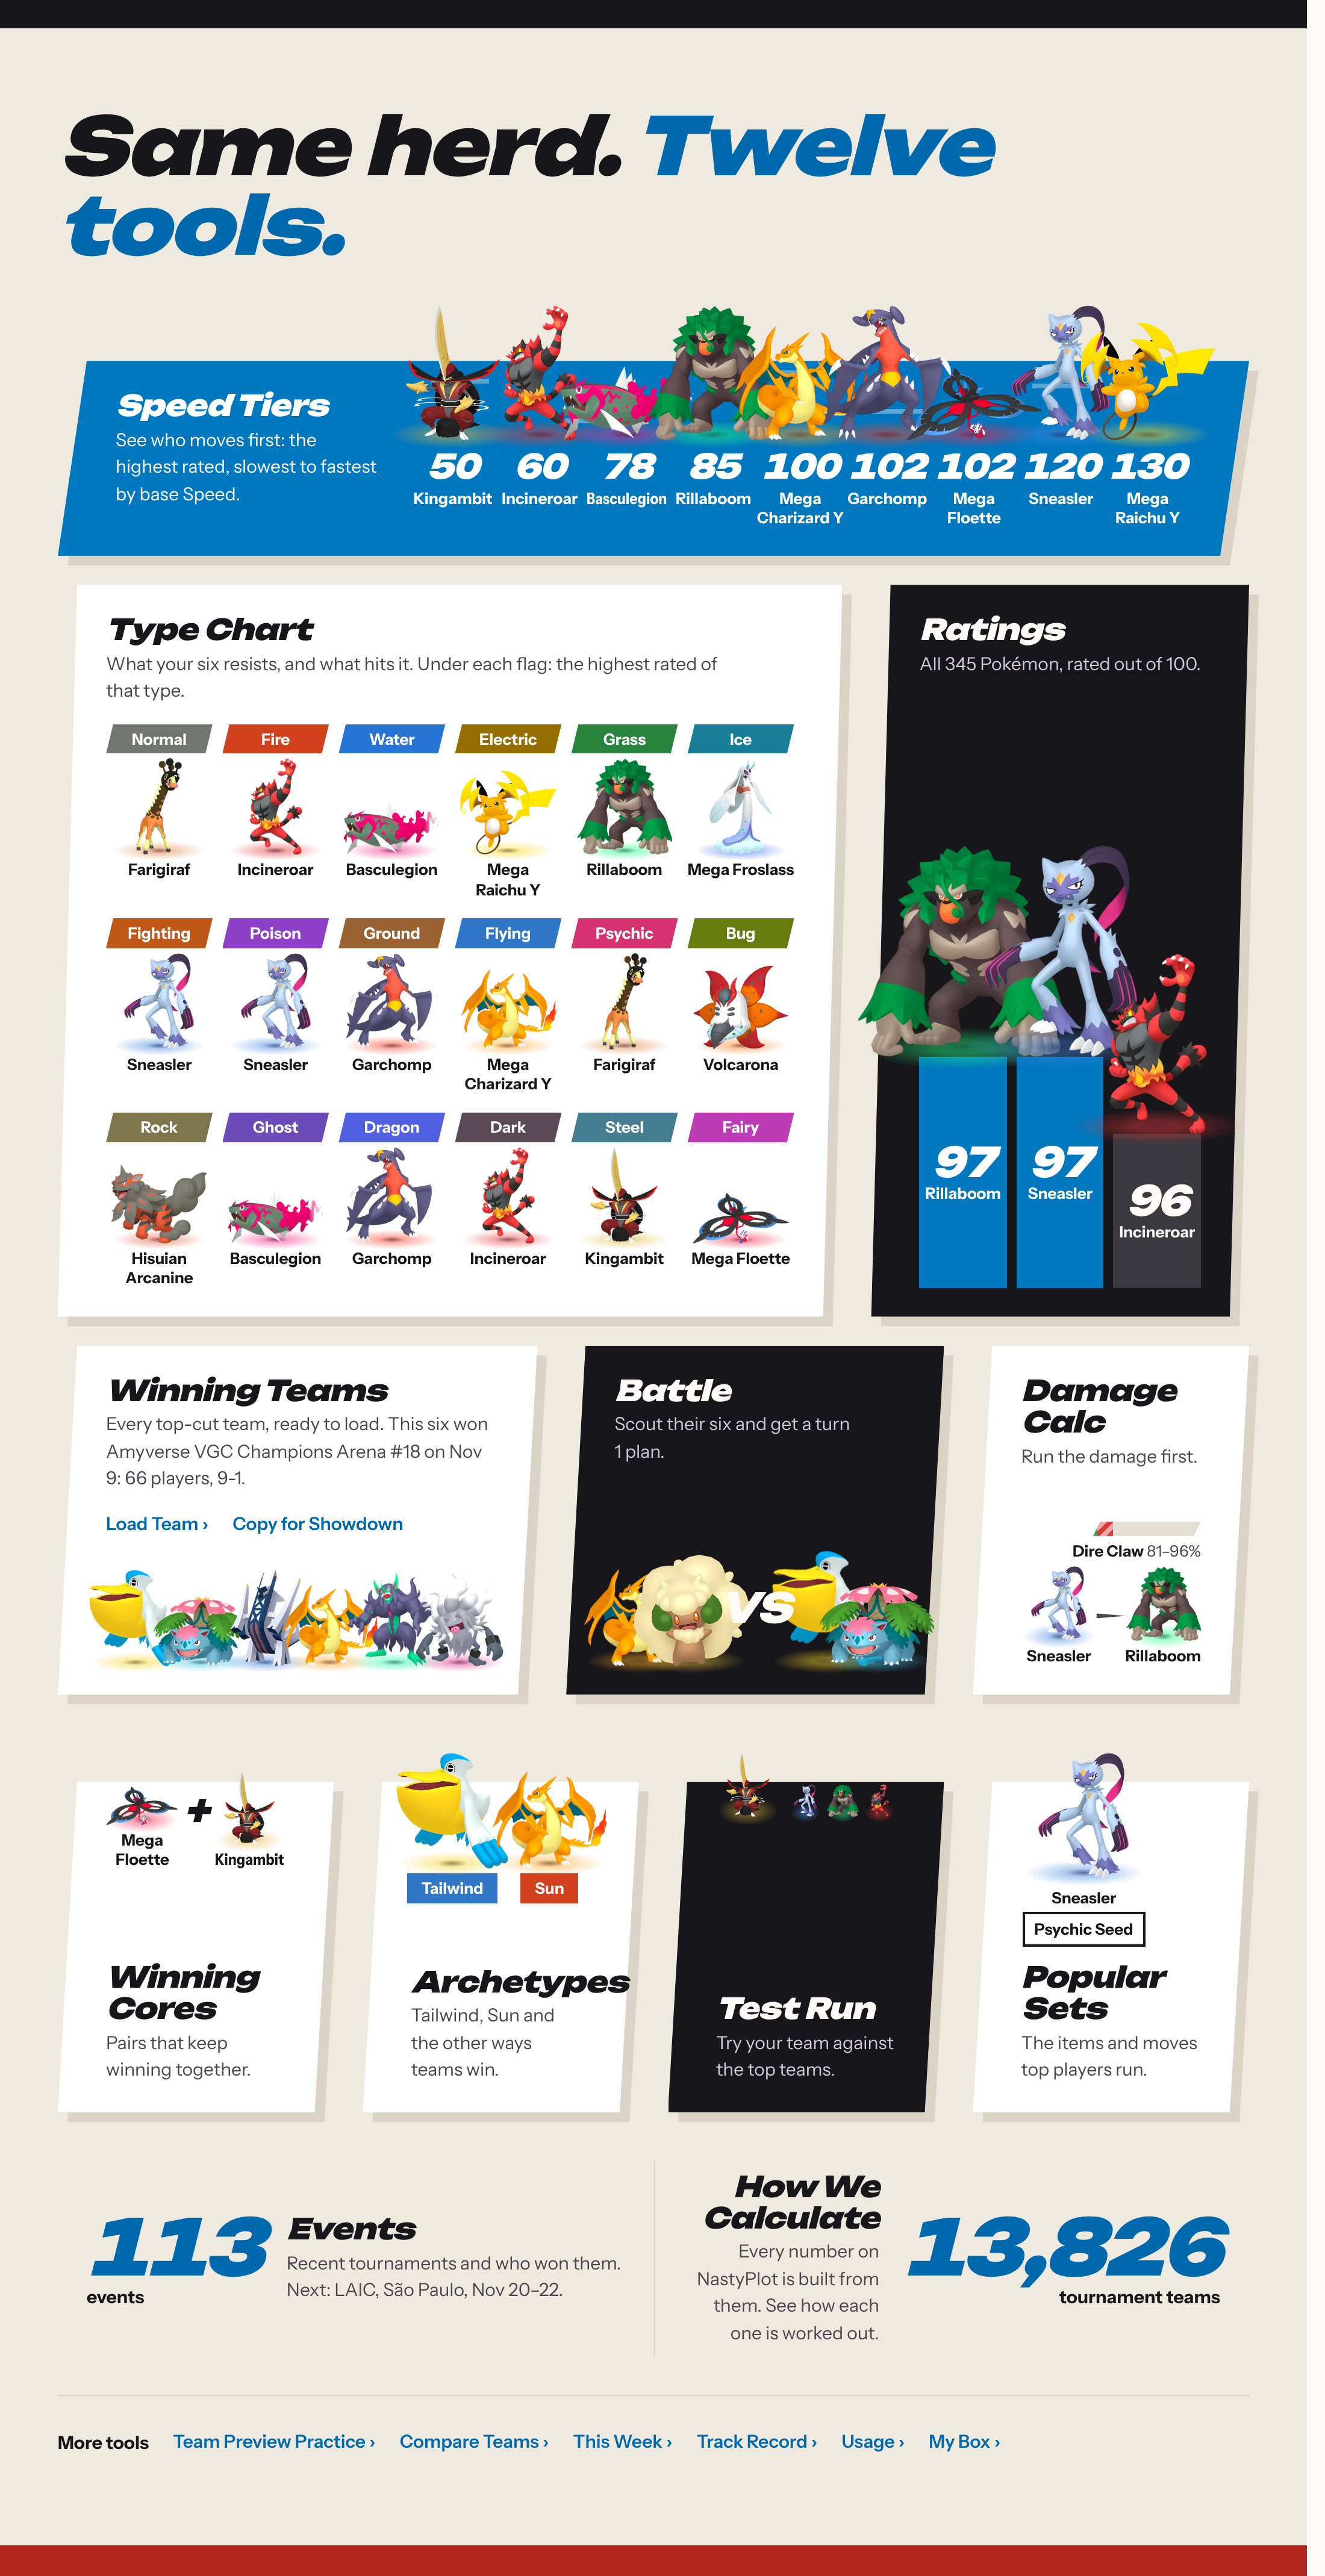 Same herd. Twelve
tools.
Speed Tiers
See who moves first: the
highest rated, slowest to fastest
by base Speed.
50
Kingambit
60
Incineroar
78
Basculegion
85
Rillaboom
100
Mega
Charizard Y
102
Garchomp
102
Mega
Floette
120
Sneasler
130
Mega
Raichu Y
Type Chart
What your six resists, and what hits it. Under each flag: the highest rated of
that type.
Normal
Farigiraf
Fire
Incineroar
Water
Basculegion
Electric
Mega
Raichu Y
Grass
Rillaboom
Ice
Mega Froslass
Fighting
Sneasler
Poison
Sneasler
Ground
Garchomp
Flying
Mega
Charizard Y
Psychic
Farigiraf
Bug
Volcarona
Rock
Hisuian
Arcanine
Ghost
Basculegion
Dragon
Garchomp
Dark
Incineroar
Steel
Kingambit
Fairy
Mega Floette
Ratings
All 345 Pokémon, rated out of 100.
97
Rillaboom
97
Sneasler
96
Incineroar
Winning Teams
Every top-cut team, ready to load. This six won
Amyverse VGC Champions Arena #18 on Nov
9: 66 players, 9-1.
Load Team ›
Copy for Showdown
Battle
Scout their six and get a turn
1 plan.
VS
Damage
Calc
Run the damage first.
Dire Claw 81–96%
Sneasler
Rillaboom
Mega
Floette
+
Kingambit
Winning
Cores
Pairs that keep
winning together.
Tailwind
Sun
Archetypes
Tailwind, Sun and
the other ways
teams win.
Test Run
Try your team against
the top teams.
Sneasler
Psychic Seed
Popular
Sets
The items and moves
top players run.
113
events
Events
Recent tournaments and who won them.
Next: LAIC, São Paulo, Nov 20–22.
How We
Calculate
Every number on
NastyPlot is built from
them. See how each
one is worked out.
13,826
tournament teams
More tools
Team Preview Practice ›
Compare Teams ›
This Week ›
Track Record ›
Usage ›
My Box ›